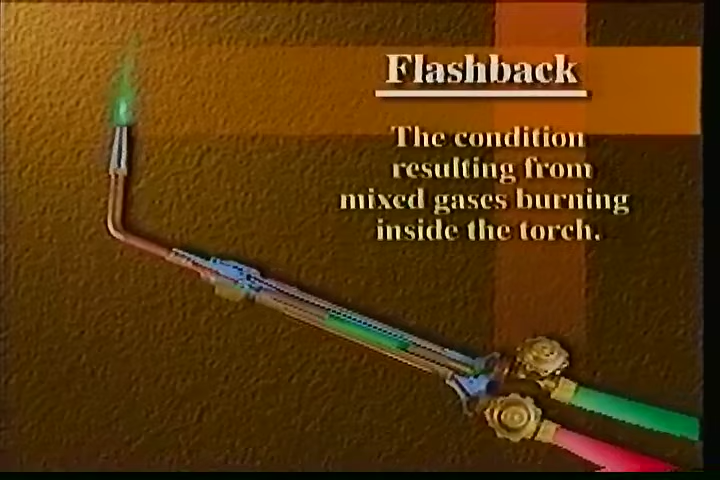 Flashback
The condition
resulting from
mixed gases burning
inside the torch.